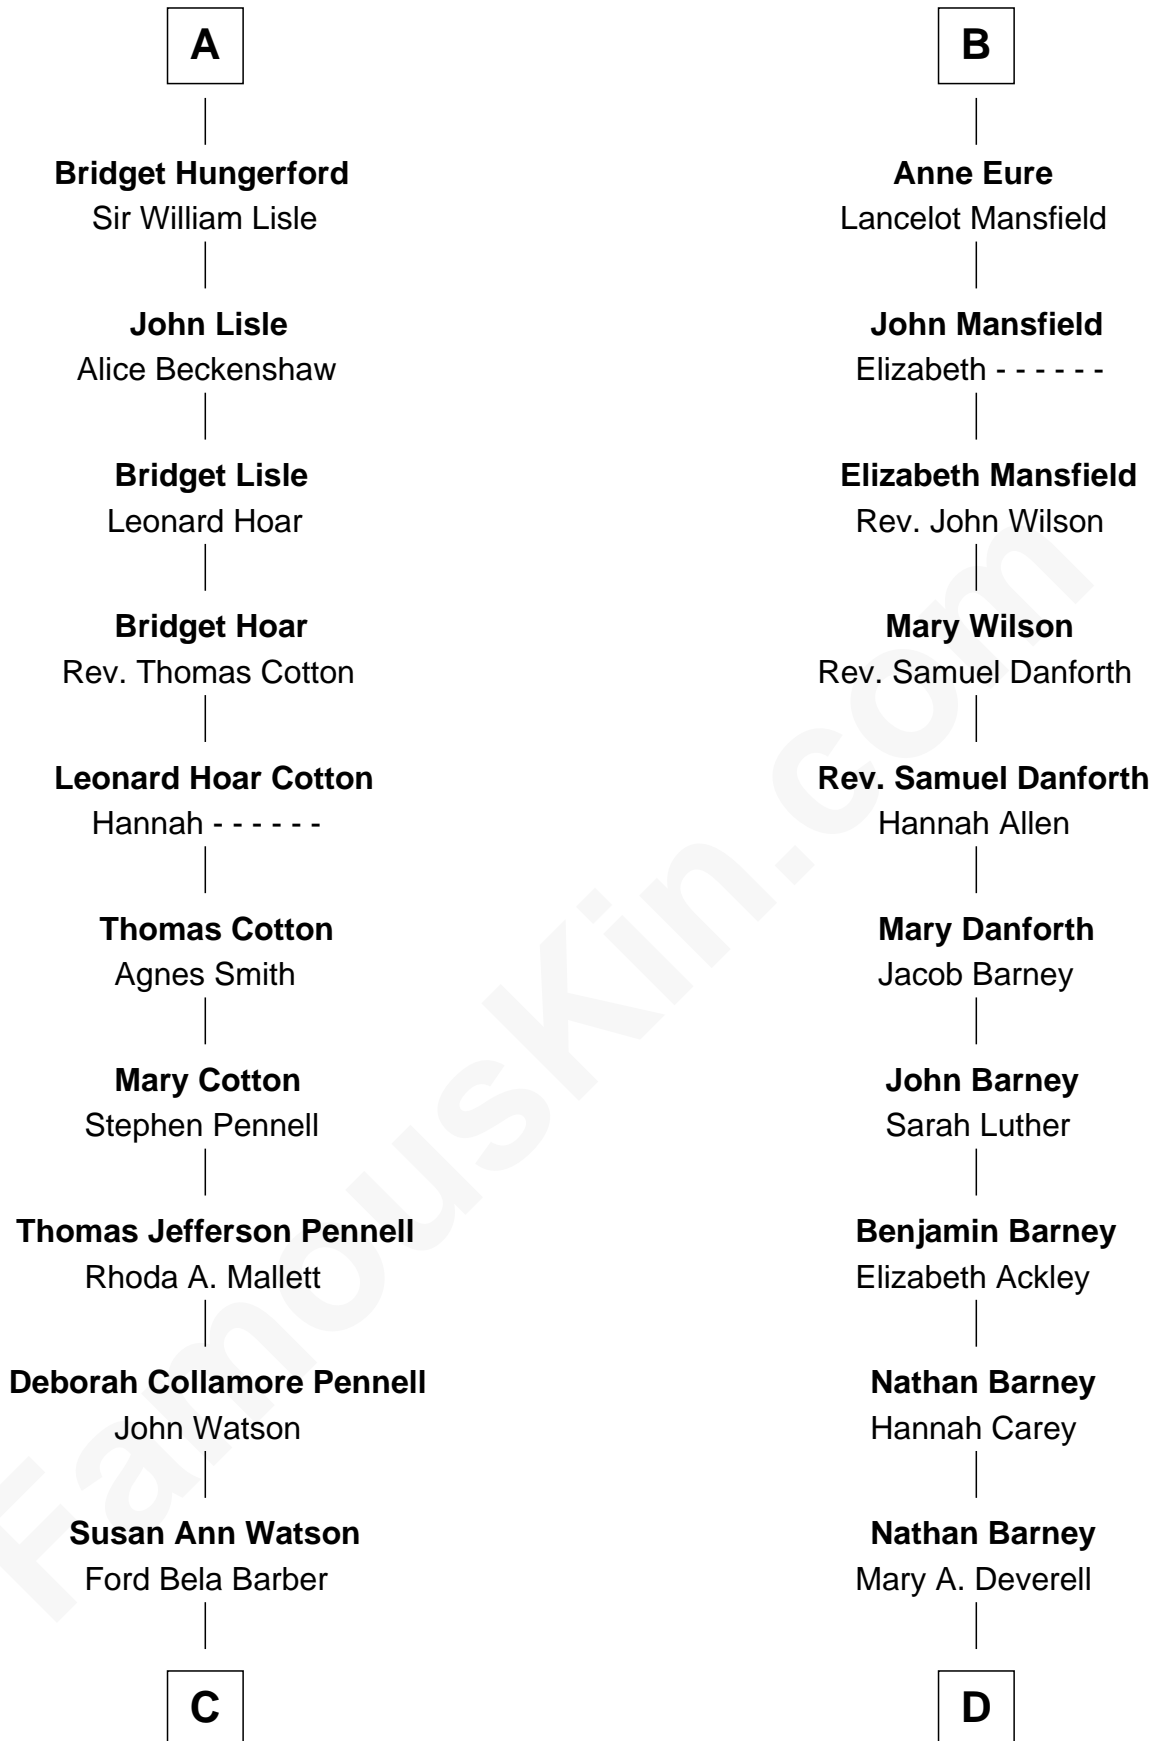 A
Bridget Hungerford
Sir William Lisle
John Lisle
Alice Beckenshaw
Bridget Lisle
Leonard Hoar
Bridget Hoar
Rev. Thomas Cotton
Leonard Hoar Cotton
Hannah - - - - - -
Thomas Cotton
Agnes Smith
Mary Cotton
Stephen Pennell
Thomas Jefferson Pennell
Rhoda A. Mallett
Deborah Collamore Pennell
John Watson
Susan Ann Watson
Ford Bela Barber
C
B
Anne Eure
Lancelot Mansfield
John Mansfield
Elizabeth - - - - - -
Elizabeth Mansfield
Rev. John Wilson
Mary Wilson
Rev. Samuel Danforth
Rev. Samuel Danforth
Hannah Allen
Mary Danforth
Jacob Barney
John Barney
Sarah Luther
Benjamin Barney
Elizabeth Ackley
Nathan Barney
Hannah Carey
Nathan Barney
Mary A. Deverell
D
FamousKin.com